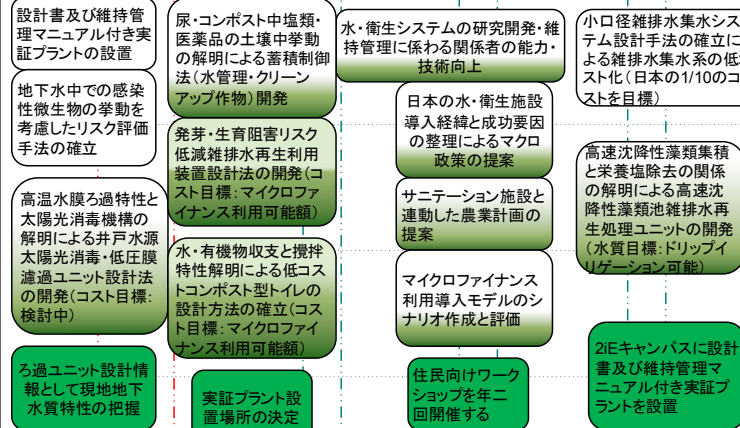 設計書及び維持管
理マニュアル付き実
証プラントの設置
地下水中での感染
性微生物の挙動を
考慮したリスク評価
手法の確立
高温水膜ろ過特性と
太陽光消毒機構の
解明による井戸水源
太陽光消毒・低圧膜
濾過ユニット設計法
の開発(コスト目標:
検討中)
ろ過ユニット設計情
報として現地地下
水質特性の把握
尿・コンポスト中塩類・
医薬品の土壌中挙動
の解明による蓄積制御
法(水管理・クリーン
アップ作物)開発
発芽・生育阻害リスク
低減雑排水再生利用
装置設計法の開発(コ
スト目標:マイクロファ
イナンス利用可能額)
水・有機物収支と攪拌
特性解明による低コス
トコンポスト型トイレの
設計方法の確立(コス
ト目標:マイクロファイ
ナンス利用可能額)
実証プラント設
置場所の決定
水・衛生システムの研究開発・維
持管理に係わる関係者の能力・
技術向上
日本の水・衛生施設
導入経緯と成功要因
の整理によるマクロ
政策の提案
サニテーション施設と
連動した農業計画の
提案
マイクロファイナンス
利用導入モデルのシ
ナリオ作成と評価
住民向けワーク
ショップを年二
回開催する
小口径雑排水集水シス
テム設計手法の確立に
よる雑排水集水系の低
スト化(日本の1/10のコ
ストを目標)
高速沈降性藻類集積
と栄養塩除去の関係
の解明による高速沈
降性藻類池雑排水再
生処理ユニットの開発
(水質目標:ドリップイ
リゲーション可能)
2iEキャンパスに設計
書及び維持管理マ
ニュアル付き実証プ
ラントを設置